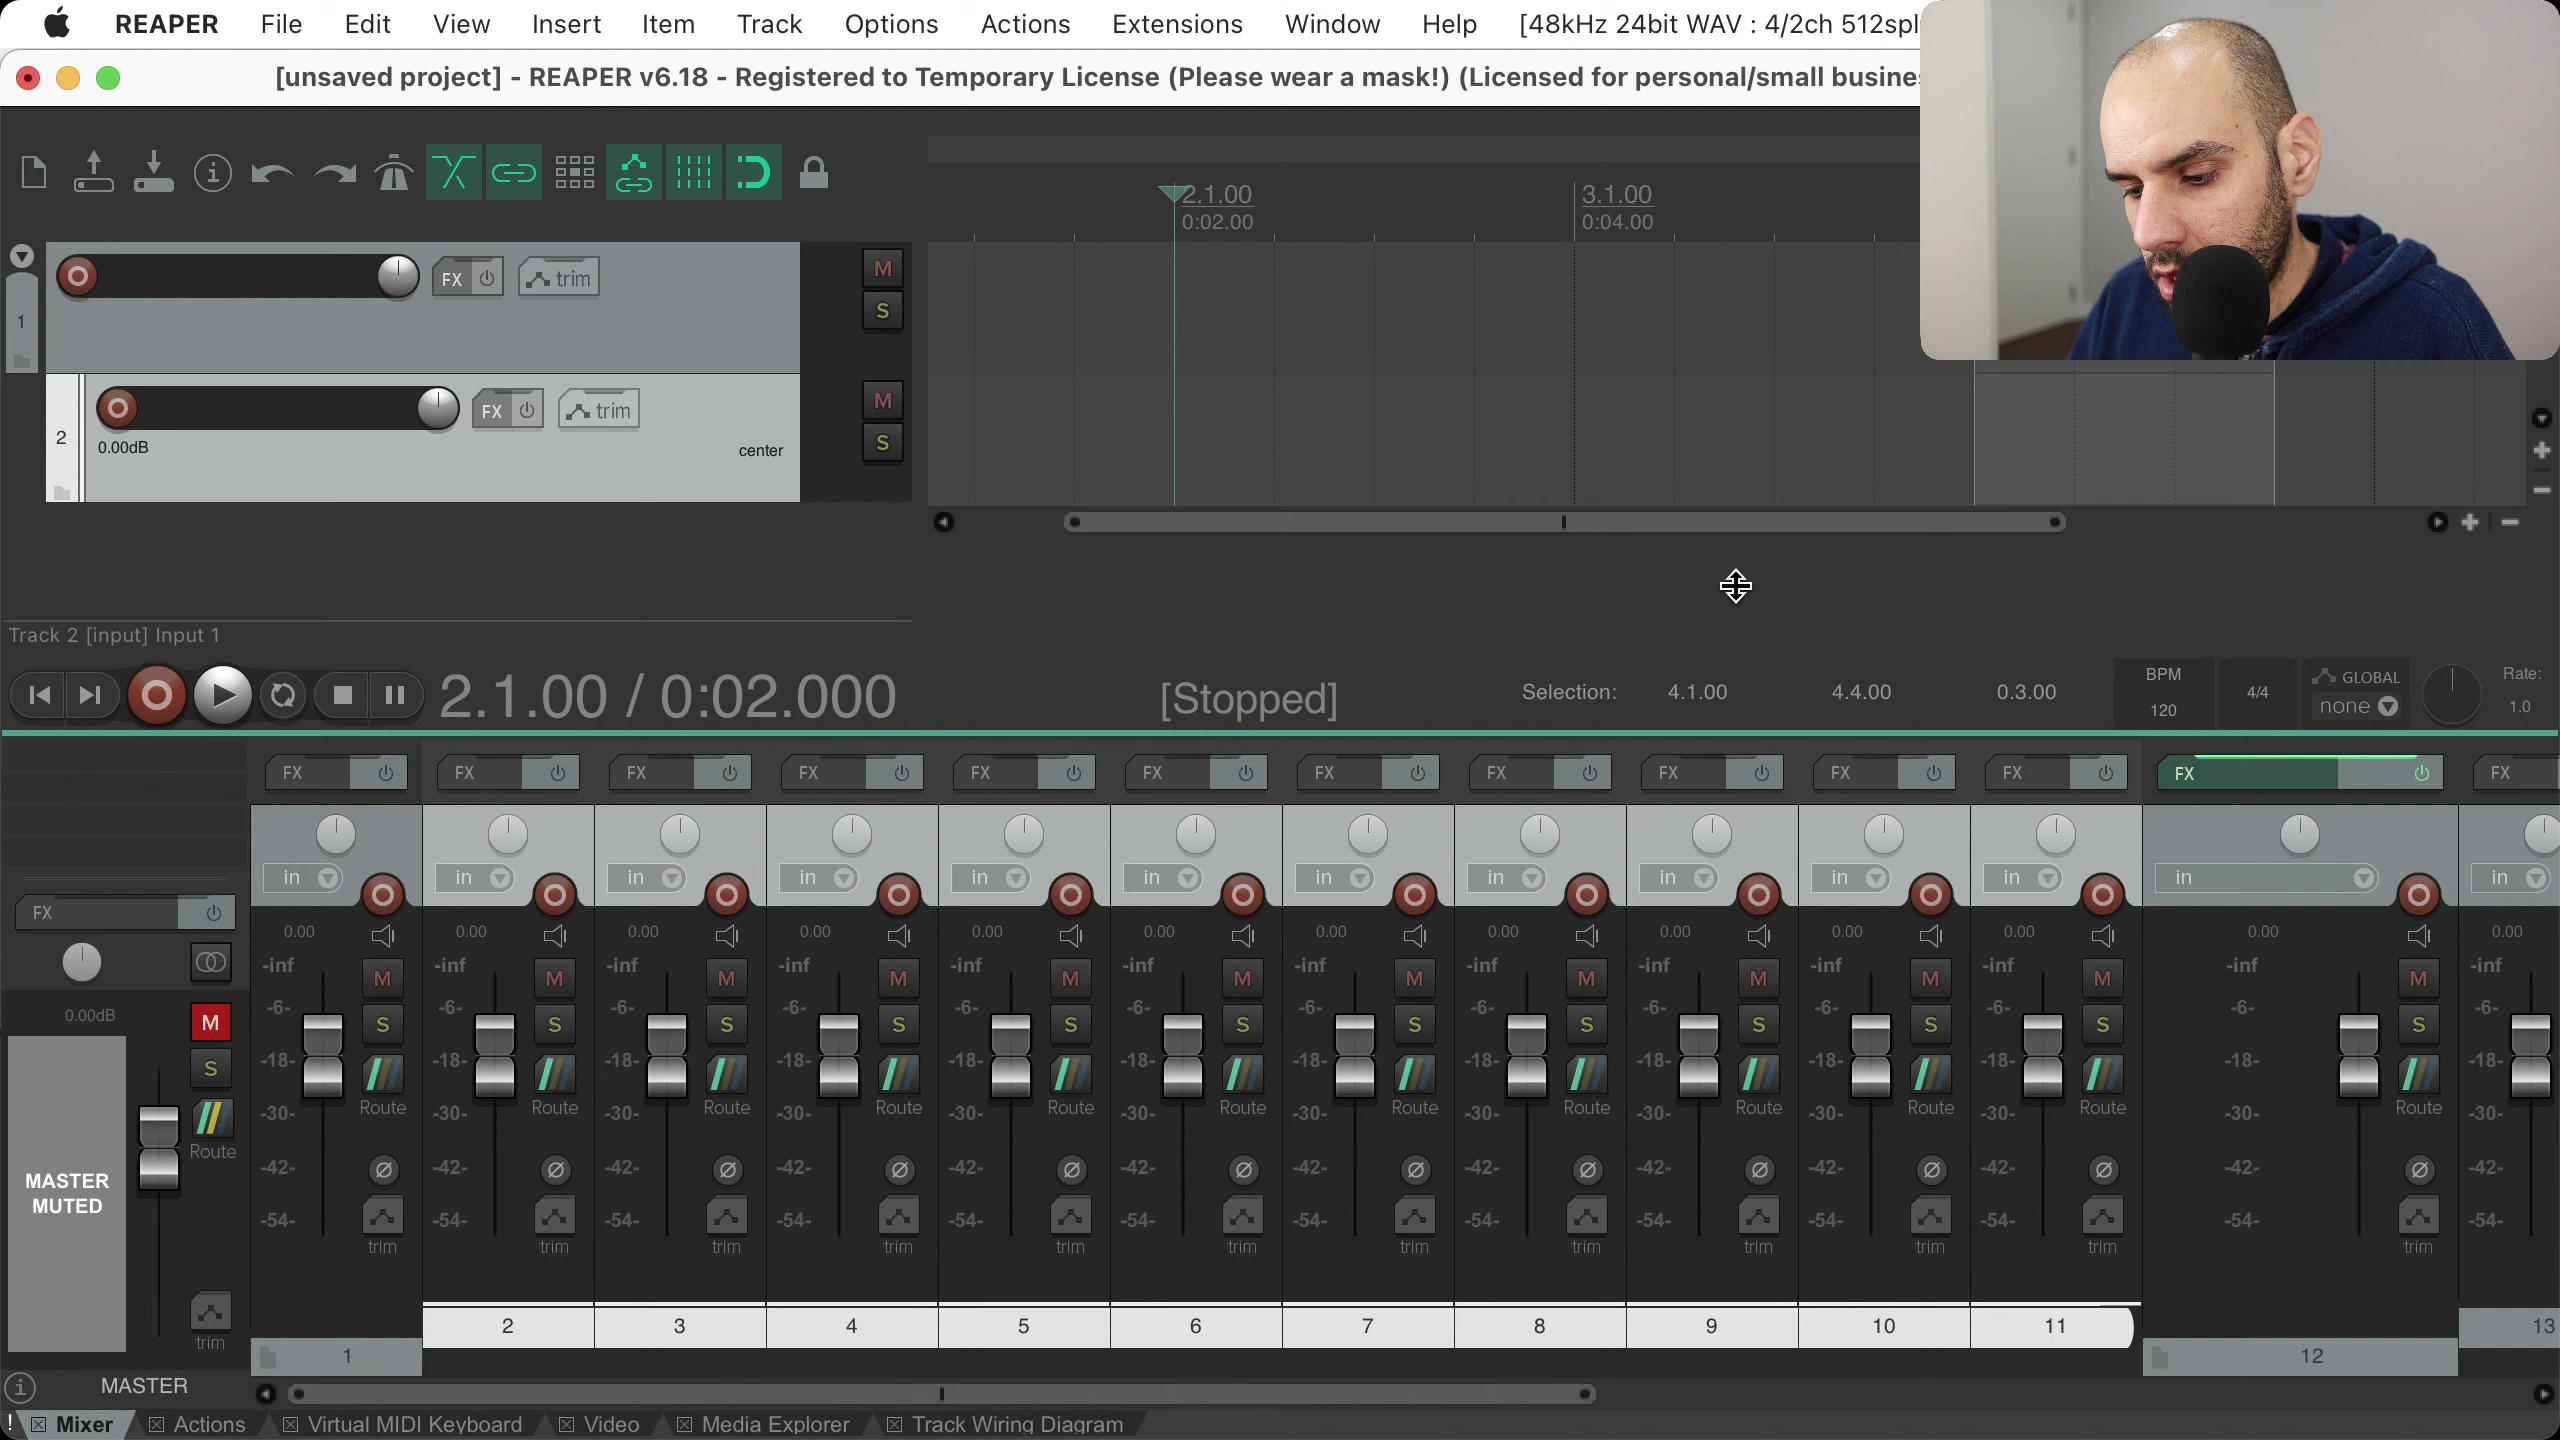 REAPER File Edit View Insert Item Track Options Actions Extensions Window Help [48kHz 24bit WAV : 4/2ch 512spl
[unsaved project] - REAPER v6.18 - Registered to Temporary License (Please wear a mask!) (Licensed for personal/small busine
2.1.00 3.1.00
0:02.00 0:04.00
FX trim M
1 S
FX trim M
2 0.00dB center S
Track 2 [input] Input 1
2.1.00 / 0:02.000 [Stopped] Selection: 4.1.00 4.4.00 0.3.00 BPM 120 4/4 GLOBAL none Rate: 1.0
FX FX FX FX FX FX FX FX FX FX FX FX FX
in in in in in in in in in in in in in
FX
0.00 0.00 0.00 0.00 0.00 0.00 0.00 0.00 0.00 0.00 0.00 0.00 0.00
-inf M -inf M -inf M -inf M -inf M -inf M -inf M -inf M -inf M -inf M -inf M -inf M -inf
0.00dB M -6- S -6- S -6- S -6- S -6- S -6- S -6- S -6- S -6- S -6- S -6- S -6- S -6-
S -18- -18- -18- -18- -18- -18- -18- -18- -18- -18- -18- -18- -18-
Route Route Route Route Route Route Route Route Route Route Route Route
-30- -30- -30- -30- -30- -30- -30- -30- -30- -30- -30- -30- -30-
Route
-42- Ø -42- Ø -42- Ø -42- Ø -42- Ø -42- Ø -42- Ø -42- Ø -42- Ø -42- Ø -42- Ø -42- Ø -42-
MASTER
MUTED
-54- -54- -54- -54- -54- -54- -54- -54- -54- -54- -54- -54- -54-
trim trim trim trim trim trim trim trim trim trim trim trim
2 3 4 5 6 7 8 9 10 11 13
trim
1 12
MASTER
! Mixer Actions Virtual MIDI Keyboard Video Media Explorer Track Wiring Diagram